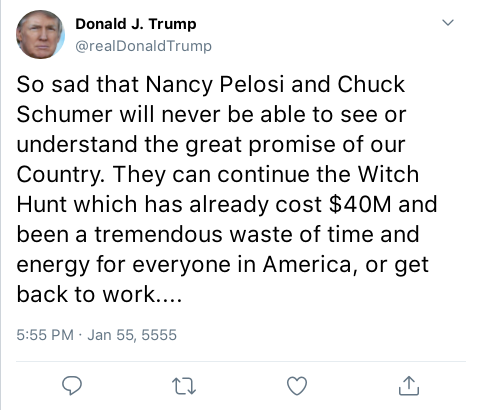 Donald J. Trump
@realDonaldTrump
So sad that Nancy Pelosi and Chuck
Schumer will never be able to see or
understand the great promise of our
Country. They can continue the Witch
Hunt which has already cost $40M and
been a tremendous waste of time and
energy for everyone in America, or get
back to work....
5:55 PM · Jan 55, 5555